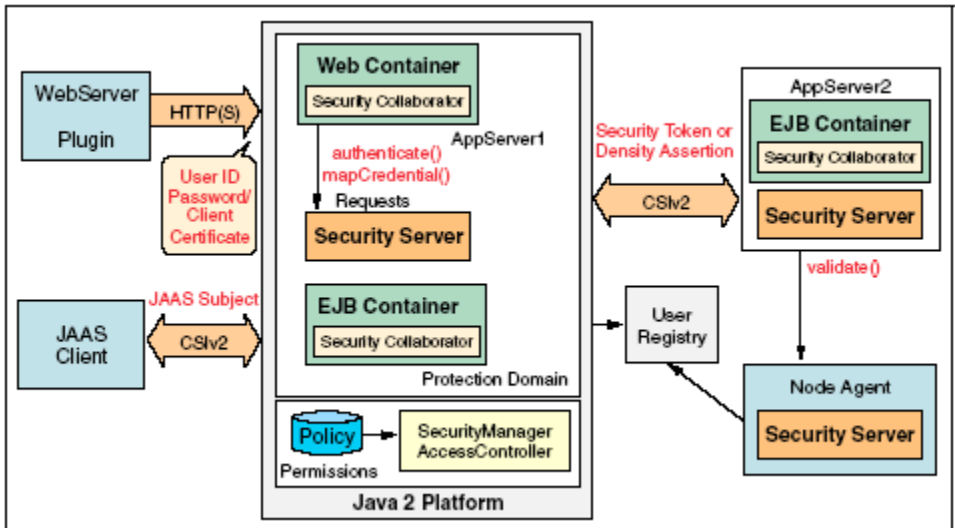 WebServer
Plugin
HTTP(S)
User ID
Password/
Client
Certificate
JAAS Subject
JAAS
Client
CSIv2
Web Container
Security Collaborator
AppServer1
authenticate()
mapCredential()
Requests
Security Server
EJB Container
Security Collaborator
Protection Domain
Policy
Permissions
SecurityManager
AccessController
Java 2 Platform
Security Token or
Density Assertion
CSIv2
User
Registry
AppServer2
EJB Container
Security Collaborator
Security Server
validate()
Node Agent
Security Server